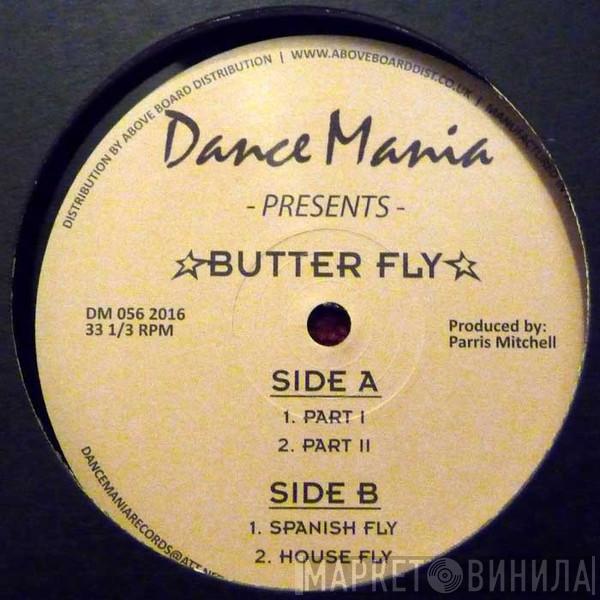 DISTRIBUTION BY ABOVE BOARD DISTRIBUTION | WWW.ABOVEBOARDDIST.CO.UK | MANUFACTURED
Dance Mania
- PRESENTS -
☆BUTTER FLY☆
DM 056 2016
33 1/3 RPM
Produced by:
Parris Mitchell
SIDE A
1. PART I
2. PART II
SIDE B
1. SPANISH FLY
2. HOUSE FLY
DANCEMANIARECORDS@ATT.NET
МАРКЕТ ВИНИЛА